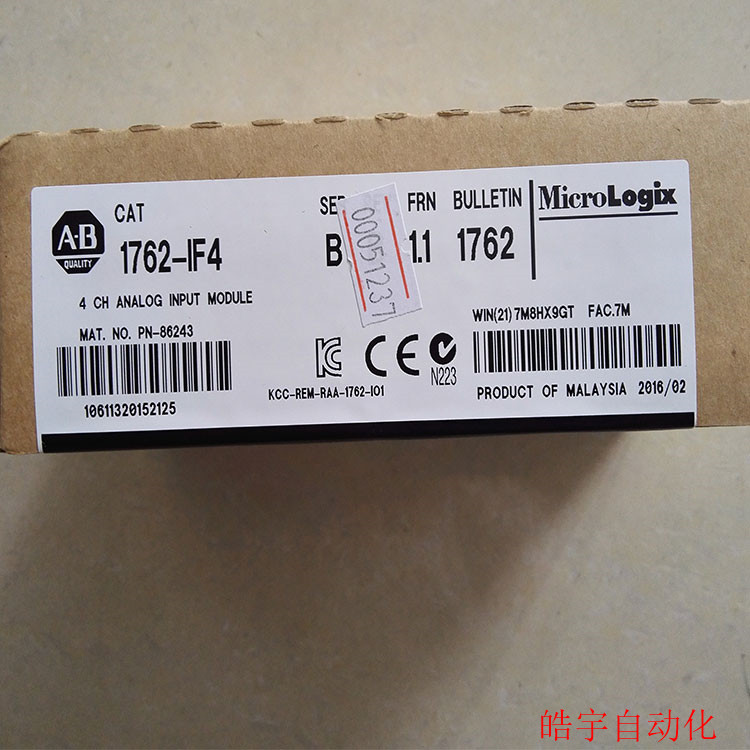 CAT
SER
FRN
BULLETIN
MicroLogix
A-B
QUALITY
1762-IF4
B
1.1
1762
00051237
4 CH ANALOG INPUT MODULE
MAT. NO. PN-86243
WIN(21) 7M8HX9GT FAC.7M
10611320152125
KCC-REM-RAA-1762-IO1
CE
N223
PRODUCT OF MALAYSIA 2016/02
皓宇自动化